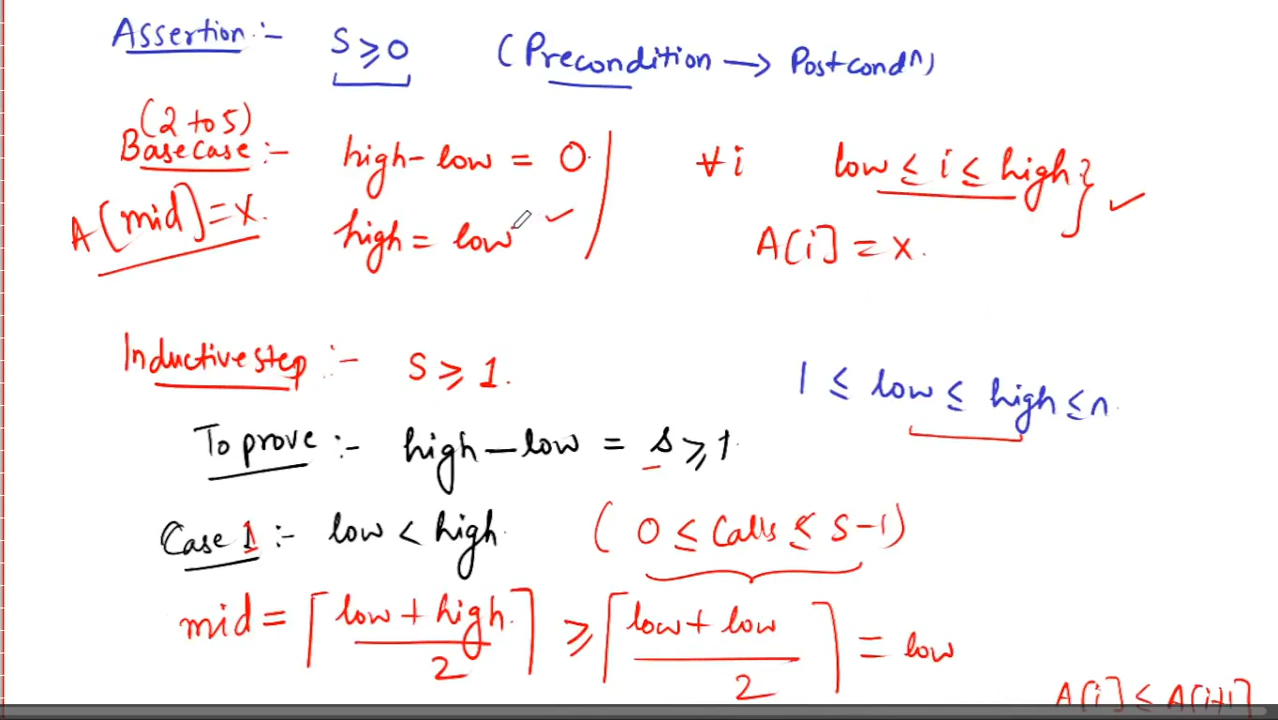 Assertion :- S ≥ 0 (Precondition → Postcondn)
(2 to 5)
Base case :- high - low = 0. ∀i low ≤ i ≤ high } ✓
A[mid] = x. high = low ✓ A[i] = x.
Inductive step :- S ≥ 1. 1 ≤ low ≤ high ≤ n.
To prove :- high - low = s ≥ 1.
Case 1 :- low < high. (0 ≤ Calls ≤ S-1)
mid = ⌈(low + high)/2⌉ ≥ ⌈(low + low)/2⌉ = low
A[i] ≤ A[i+1]